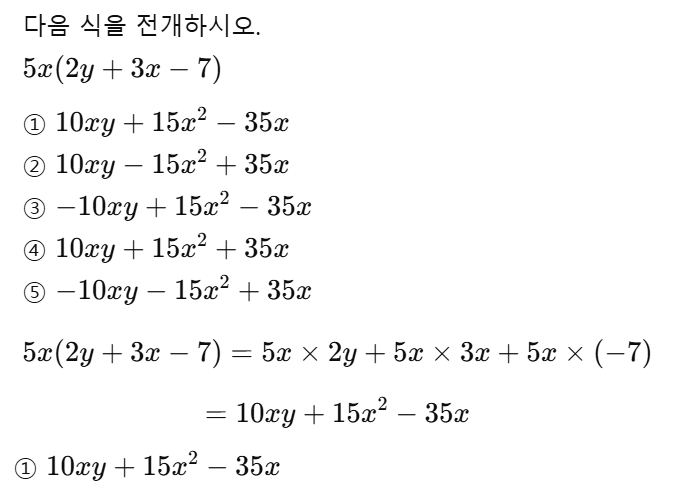 다음 식을 전개하시오.
5x(2y + 3x − 7)
① 10xy + 15x² − 35x
② 10xy − 15x² + 35x
③ −10xy + 15x² − 35x
④ 10xy + 15x² + 35x
⑤ −10xy − 15x² + 35x
5x(2y + 3x − 7) = 5x × 2y + 5x × 3x + 5x × (−7)
= 10xy + 15x² − 35x
① 10xy + 15x² − 35x